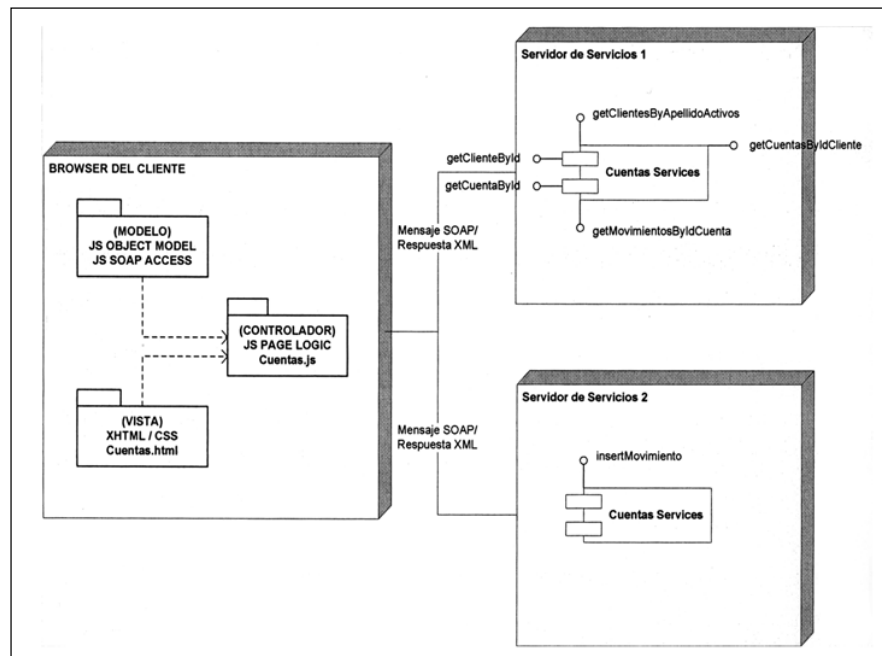 BROWSER DEL CLIENTE
(MODELO)
JS OBJECT MODEL
JS SOAP ACCESS
(CONTROLADOR)
JS PAGE LOGIC
Cuentas.js
(VISTA)
XHTML / CSS
Cuentas.html
Mensaje SOAP/
Respuesta XML
Mensaje SOAP/
Respuesta XML
Servidor de Servicios 1
getClientesByApellidoActivos
getClienteById
getCuentasByIdCliente
Cuentas Services
getCuentaById
getMovimientosByIdCuenta
Servidor de Servicios 2
insertMovimiento
Cuentas Services